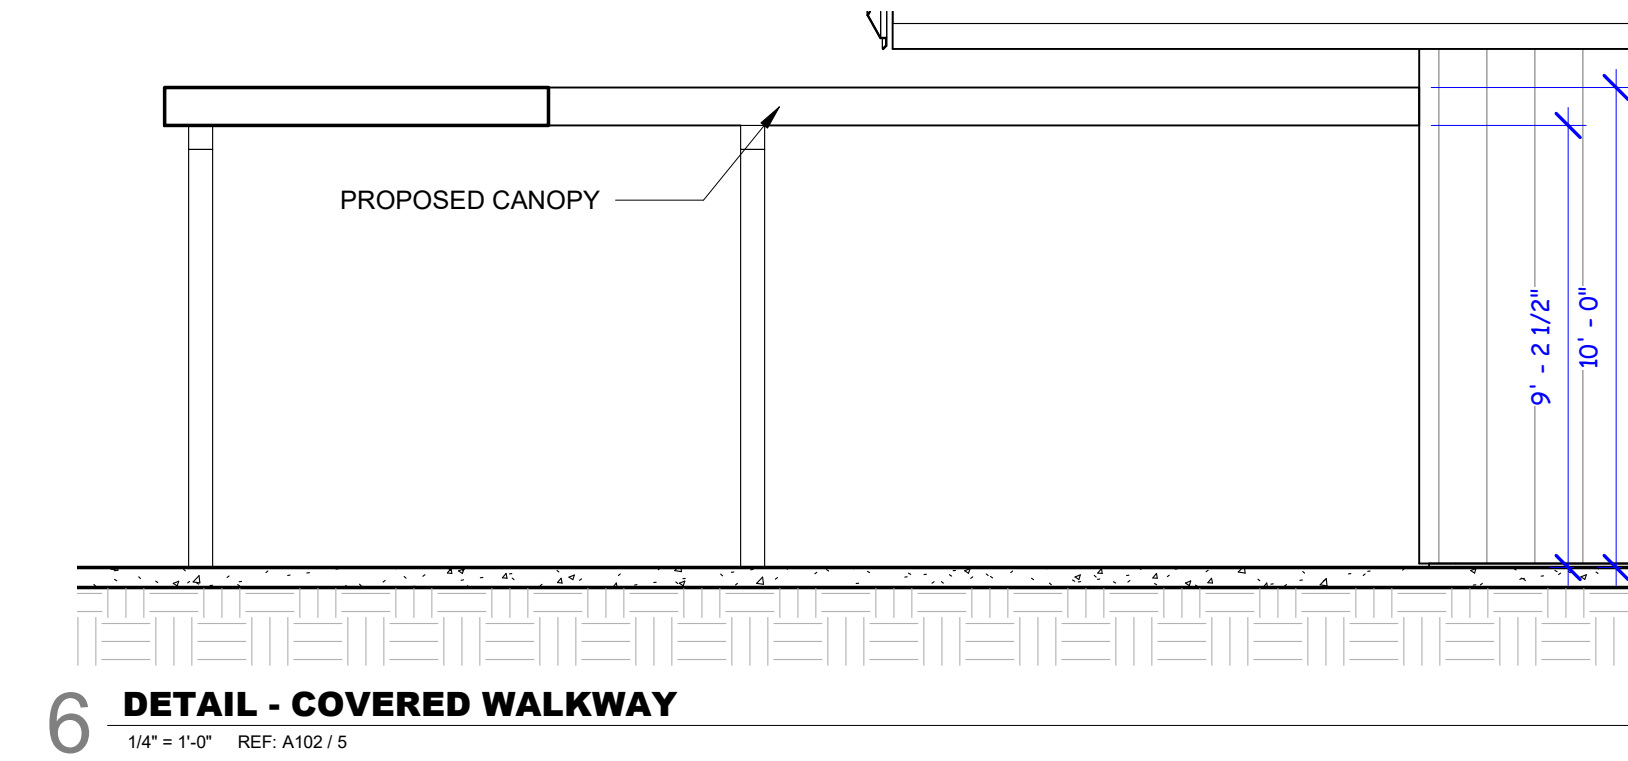 PROPOSED CANOPY
9' - 2 1/2"
10' - 0"
6 DETAIL - COVERED WALKWAY
1/4" = 1'-0" REF: A102 / 5